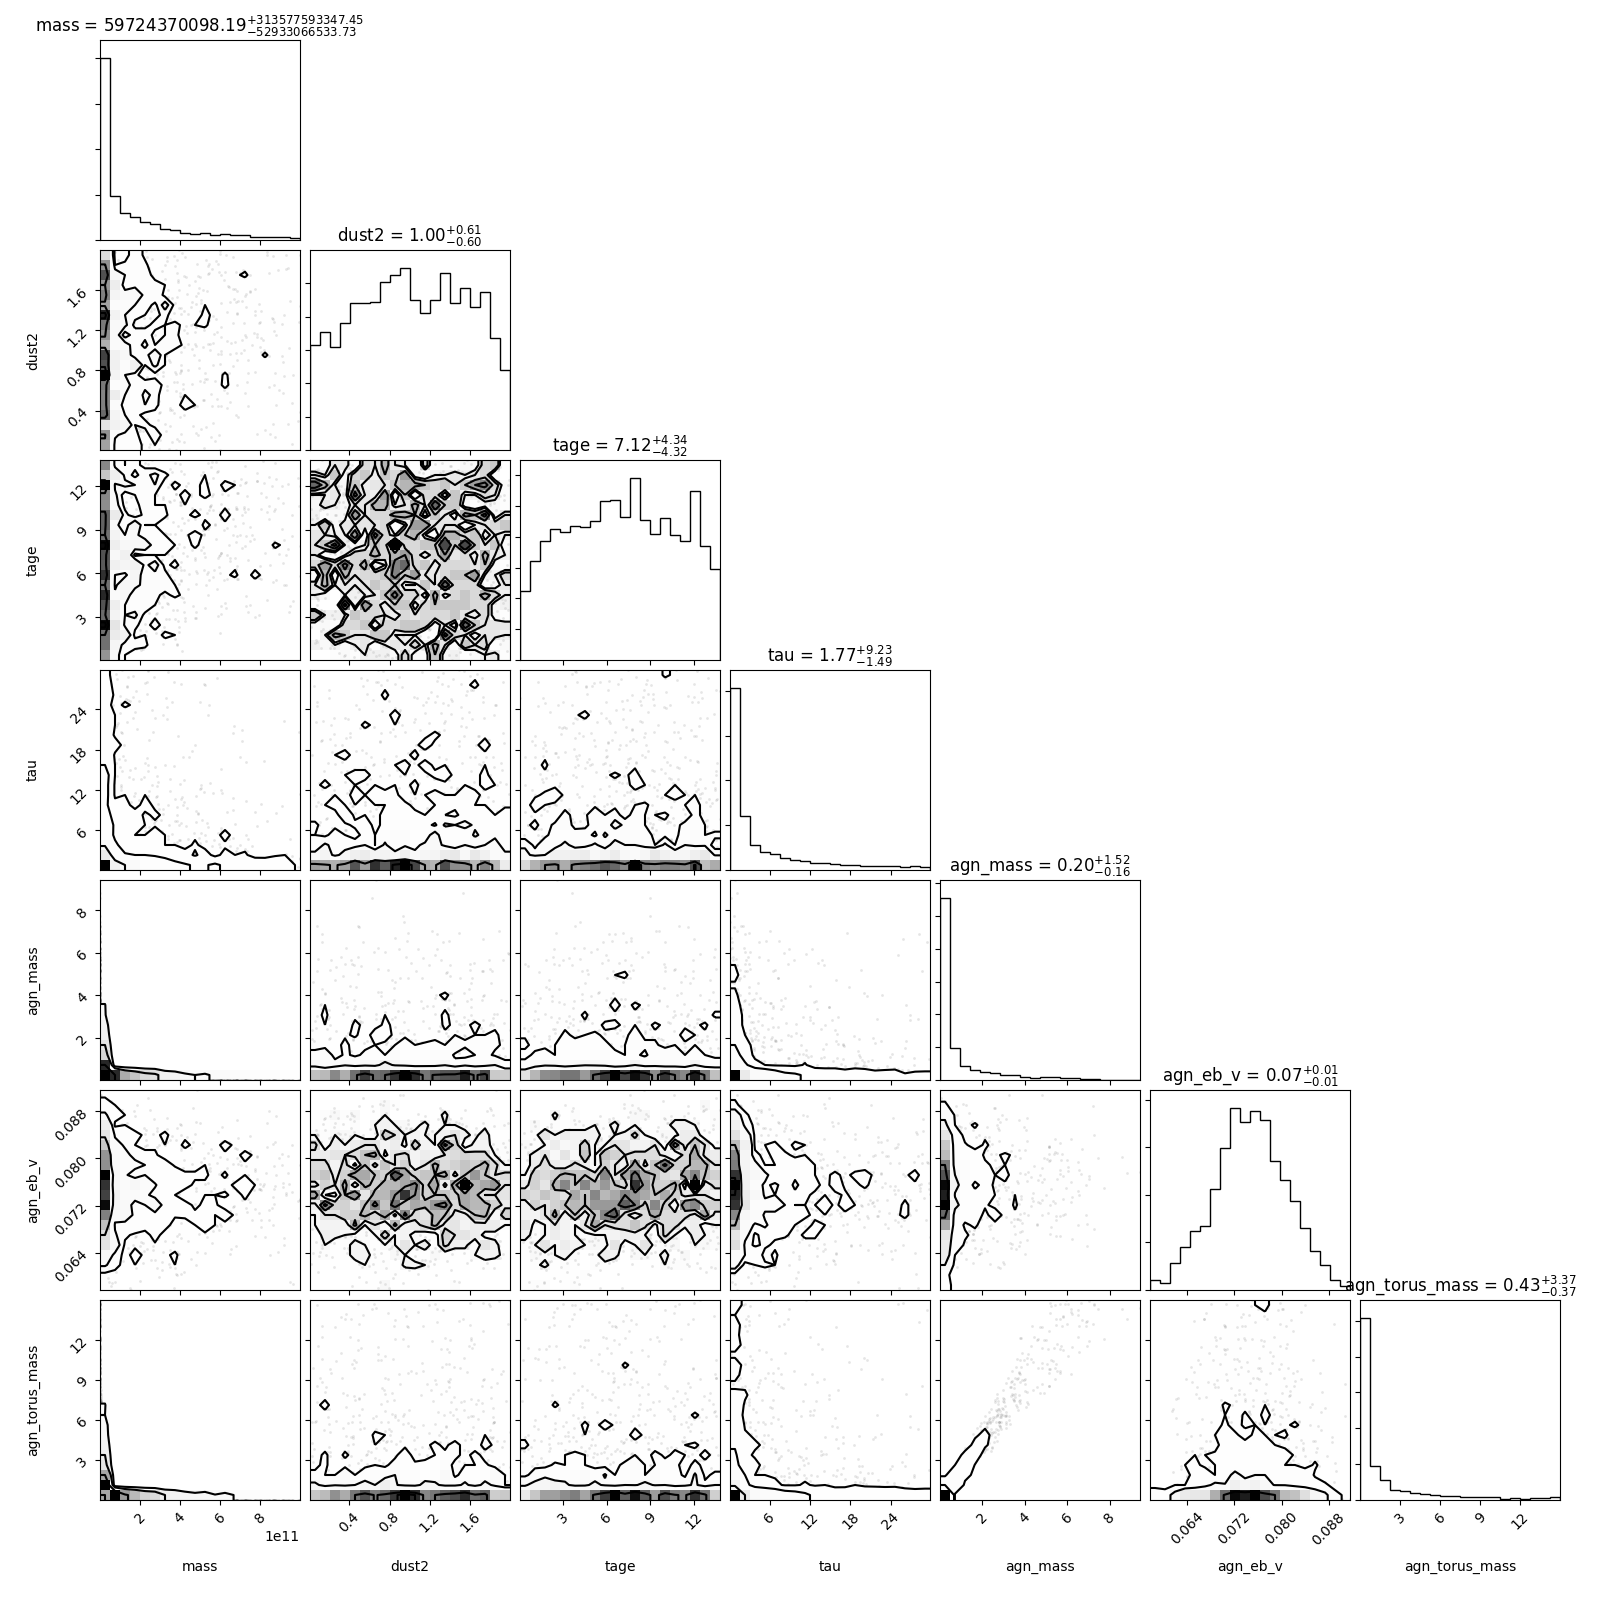 mass = 59724370098.19+313577593347.45−52933066533.73
dust2 = 1.00+0.61−0.60
1.6
1.2
0.8
0.4
dust2
tage = 7.12+4.34−4.32
12
9
6
3
tage
tau = 1.77+9.23−1.49
24
18
12
6
tau
agn_mass = 0.20+1.52−0.16
8
6
4
2
agn_mass
agn_eb_v = 0.07+0.01−0.01
0.088
0.080
0.072
0.064
agn_eb_v
agn_torus_mass = 0.43+3.37−0.37
12
9
6
3
agn_torus_mass
2 4 6 8 0.4 0.8 1.2 1.6 3 6 9 12 6 12 18 24 2 4 6 8 0.064 0.072 0.080 0.088 3 6 9 12
1e11
mass dust2 tage tau agn_mass agn_eb_v agn_torus_mass